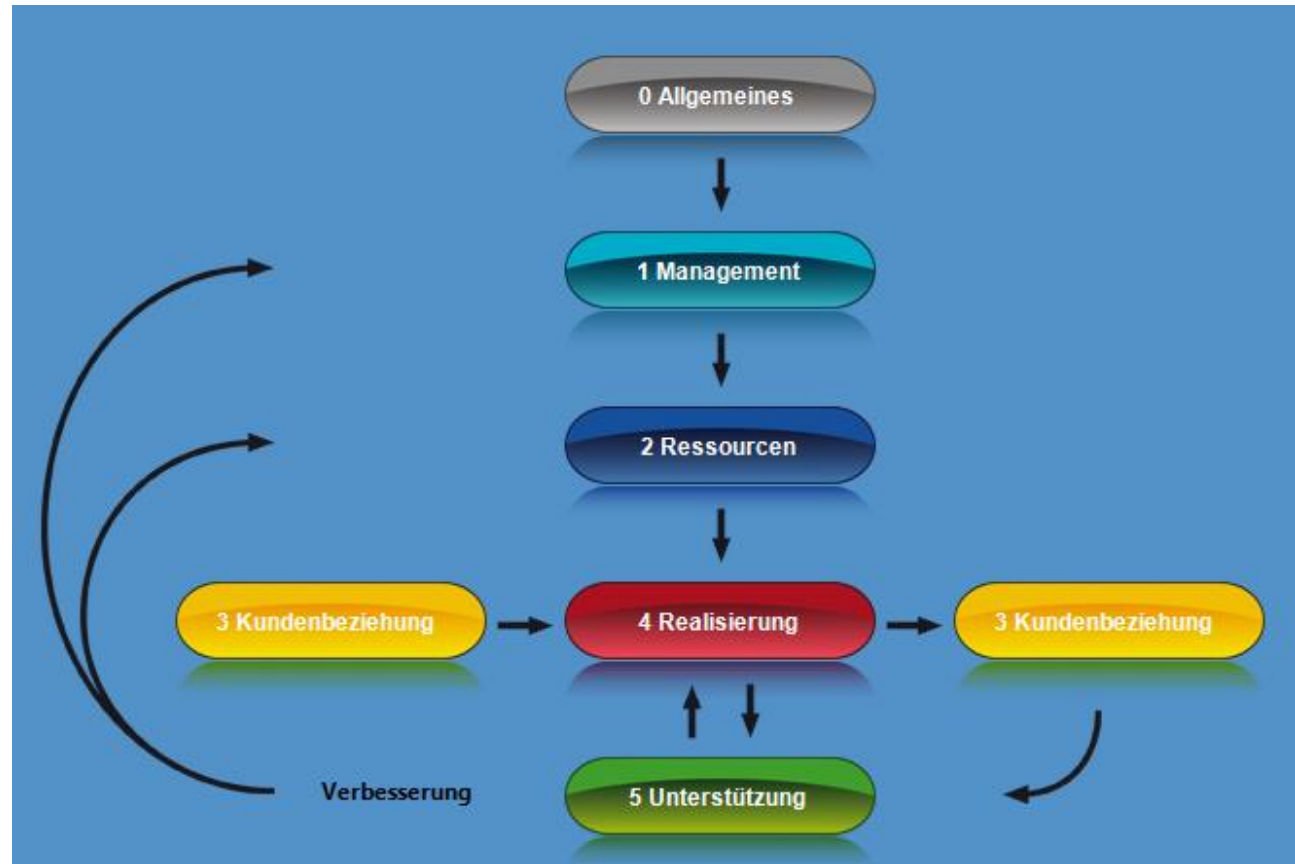 0 Allgemeines
1 Management
2 Ressourcen
3 Kundenbeziehung
4 Realisierung
3 Kundenbeziehung
Verbesserung
5 Unterstützung